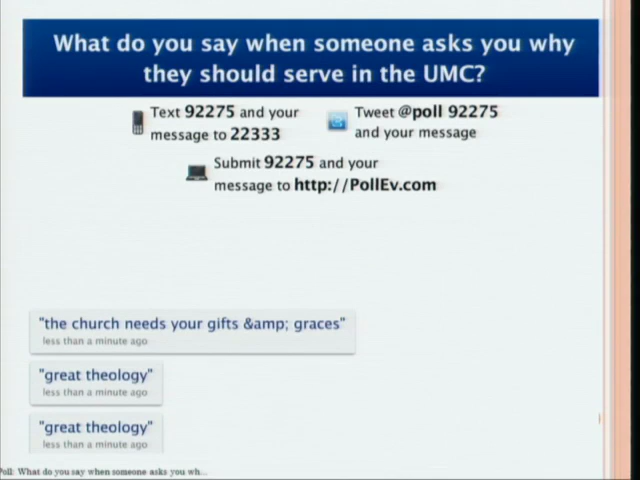 What do you say when someone asks you why
they should serve in the UMC?
Text 92275 and your
message to 22333
Tweet @poll 92275
and your message
Submit 92275 and your
message to http://PollEv.com
"the church needs your gifts &amp; graces"
less than a minute ago
"great theology"
less than a minute ago
"great theology"
less than a minute ago
Poll: What do you say when someone asks you wh...